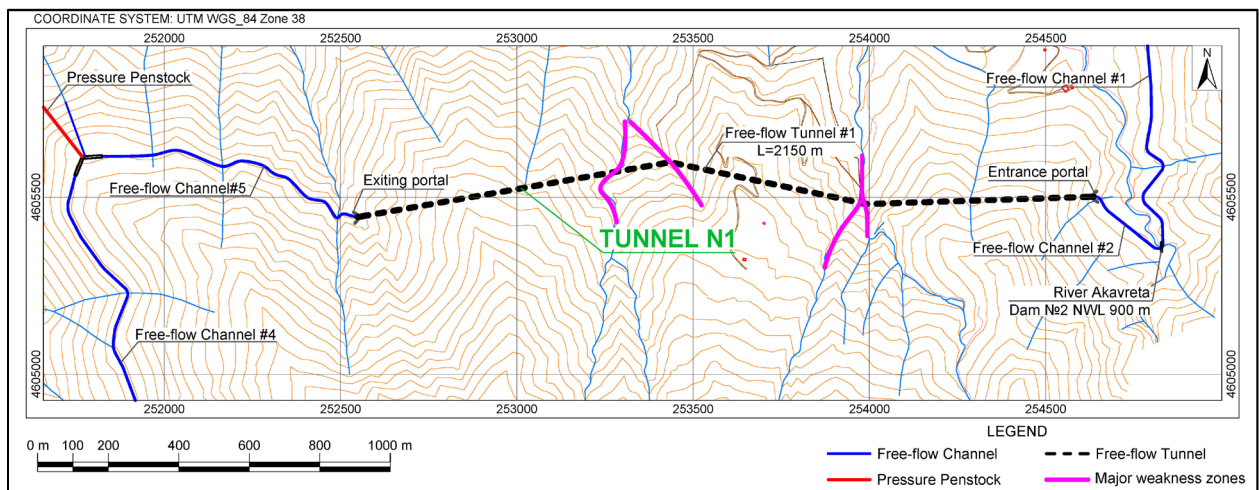 COORDINATE SYSTEM: UTM WGS_84 Zone 38
252000
252500
253000
253500
254000
254500
N
Pressure Penstock
Free-flow Channel #1
Free-flow Tunnel #1
L=2150 m
Exiting portal
Entrance portal
Free-flow Channel#5
4605500
4605500
TUNNEL N1
Free-flow Channel #2
River Akavreta
Dam №2 NWL 900 m
Free-flow Channel #4
4605000
4605000
252000
252500
253000
253500
254000
254500
0 m 100 200 400 600 800 1000 m
LEGEND
Free-flow Channel
Free-flow Tunnel
Pressure Penstock
Major weakness zones